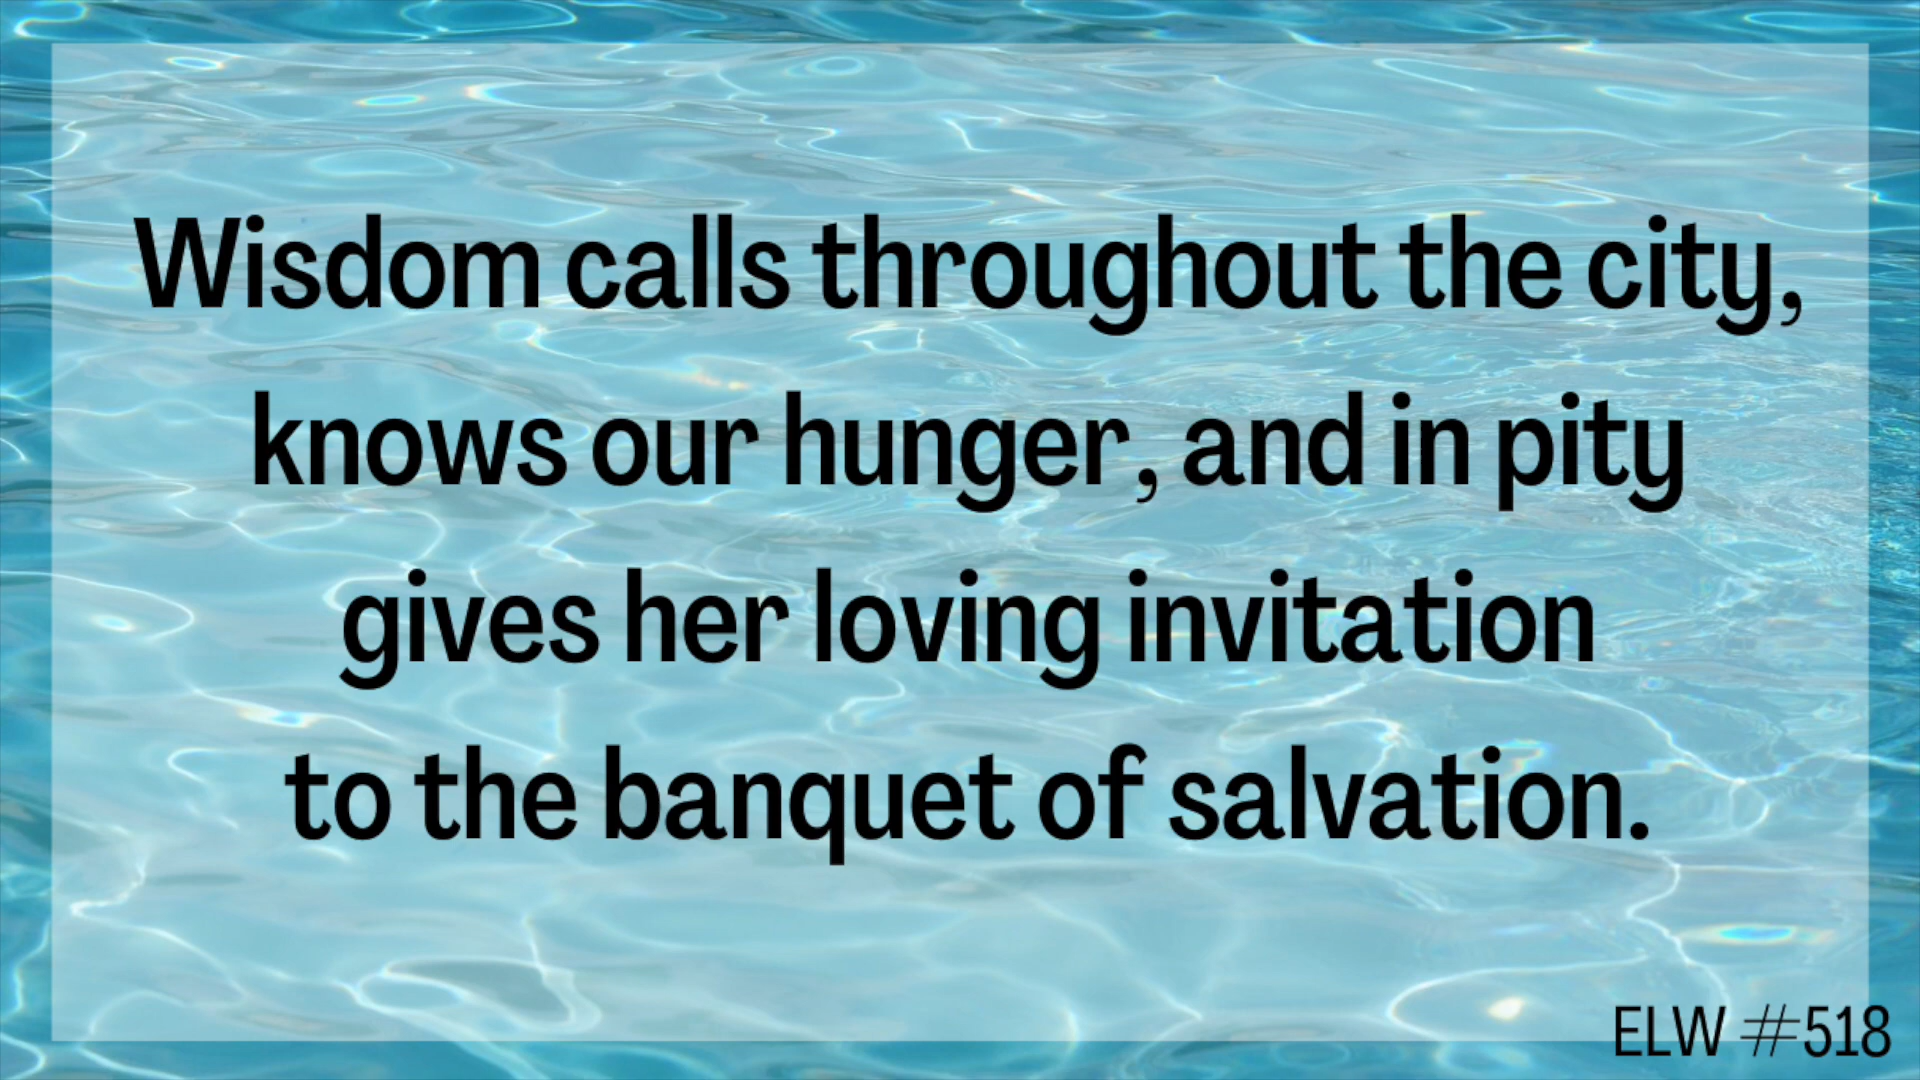 Wisdom calls throughout the city,
knows our hunger, and in pity
gives her loving invitation
to the banquet of salvation.
ELW #518